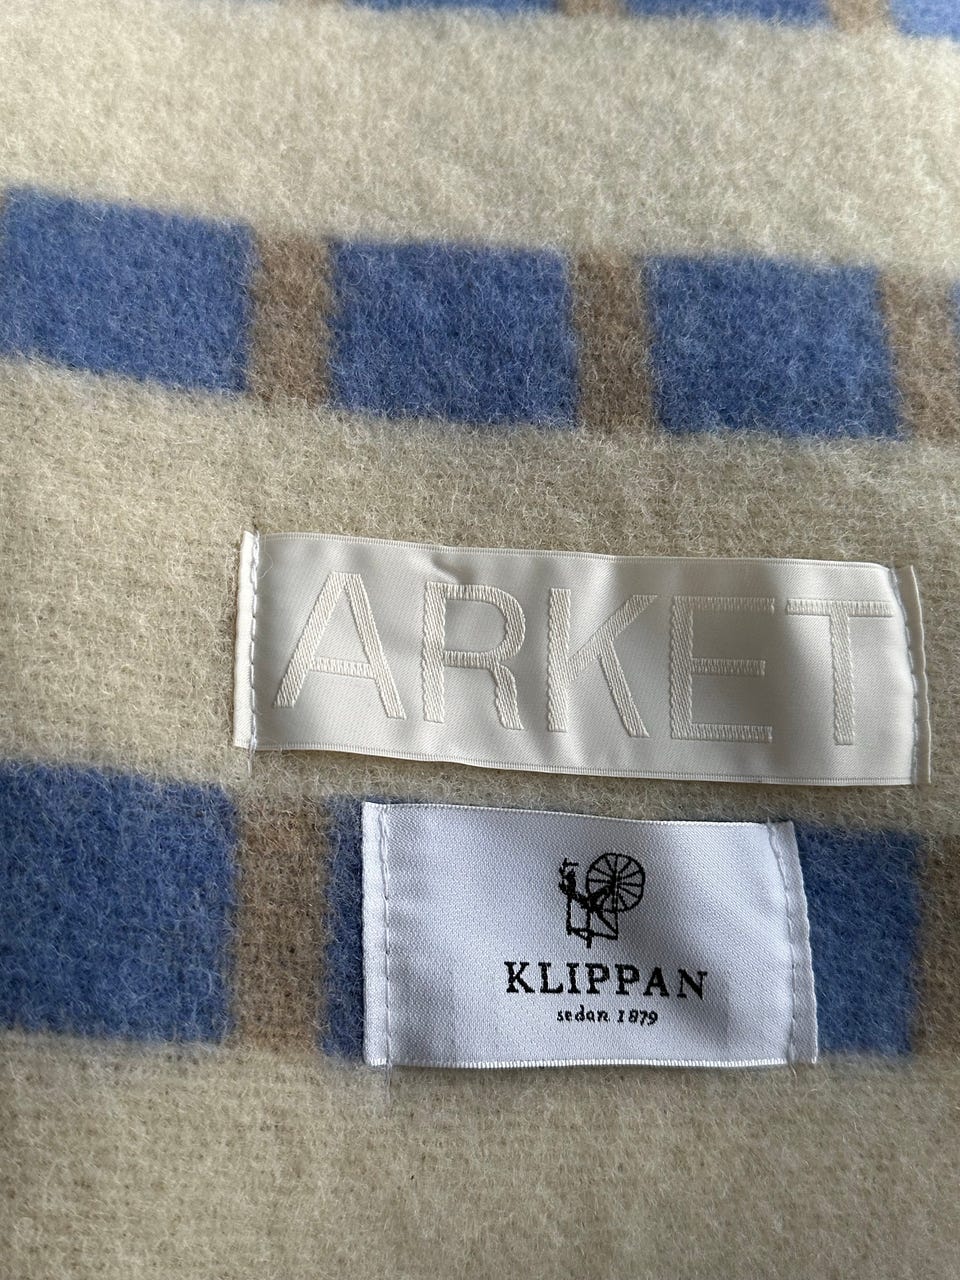 ARKET
KLIPPAN
sedan 1879